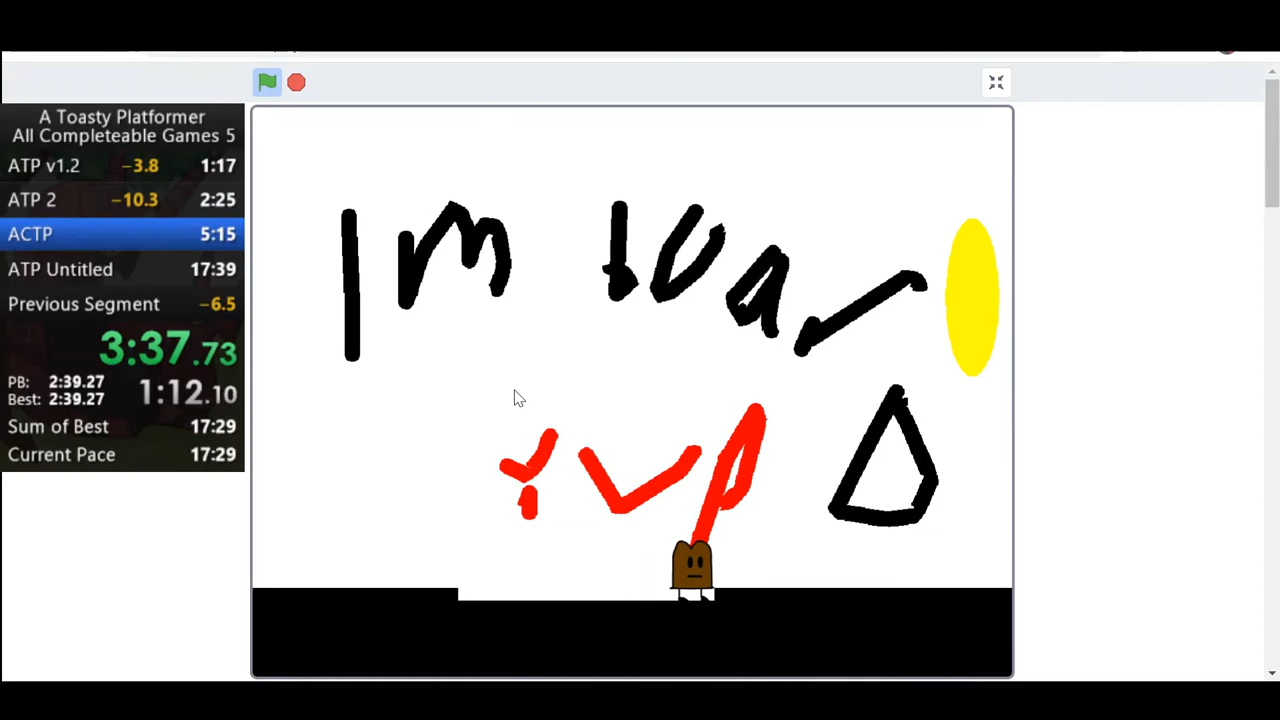 A Toasty Platformer
All Completeable Games 5
ATP v1.2 −3.8 1:17
ATP 2 −10.3 2:25
ACTP 5:15
ATP Untitled 17:39
Previous Segment −6.5
3:37.73
PB: 2:39.27
Best: 2:39.27
1:12.10
Sum of Best 17:29
Current Pace 17:29
Im